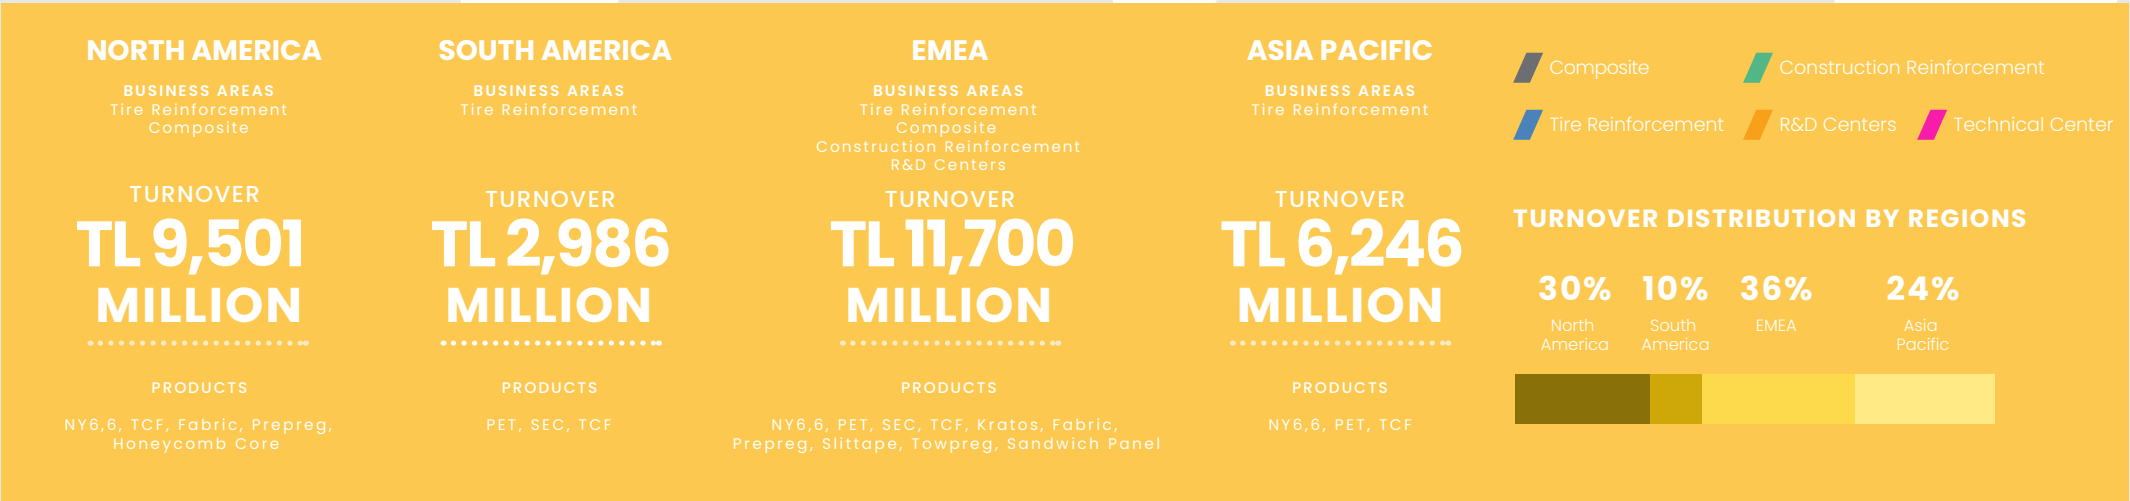 NORTH AMERICA
BUSINESS AREAS
Tire Reinforcement
Composite
TURNOVER
TL 9,501
MILLION
PRODUCTS
NY6,6, TCF, Fabric, Prepreg,
Honeycomb Core
SOUTH AMERICA
BUSINESS AREAS
Tire Reinforcement
TURNOVER
TL 2,986
MILLION
PRODUCTS
PET, SEC, TCF
EMEA
BUSINESS AREAS
Tire Reinforcement
Composite
Construction Reinforcement
R&D Centers
TURNOVER
TL 11,700
MILLION
PRODUCTS
NY6,6, PET, SEC, TCF, Kratos, Fabric,
Prepreg, Slittape, Towpreg, Sandwich Panel
ASIA PACIFIC
BUSINESS AREAS
Tire Reinforcement
TURNOVER
TL 6,246
MILLION
PRODUCTS
NY6,6, PET, TCF
Composite
Construction Reinforcement
Tire Reinforcement
R&D Centers
Technical Center
TURNOVER DISTRIBUTION BY REGIONS
30%
North
America
10%
South
America
36%
EMEA
24%
Asia
Pacific